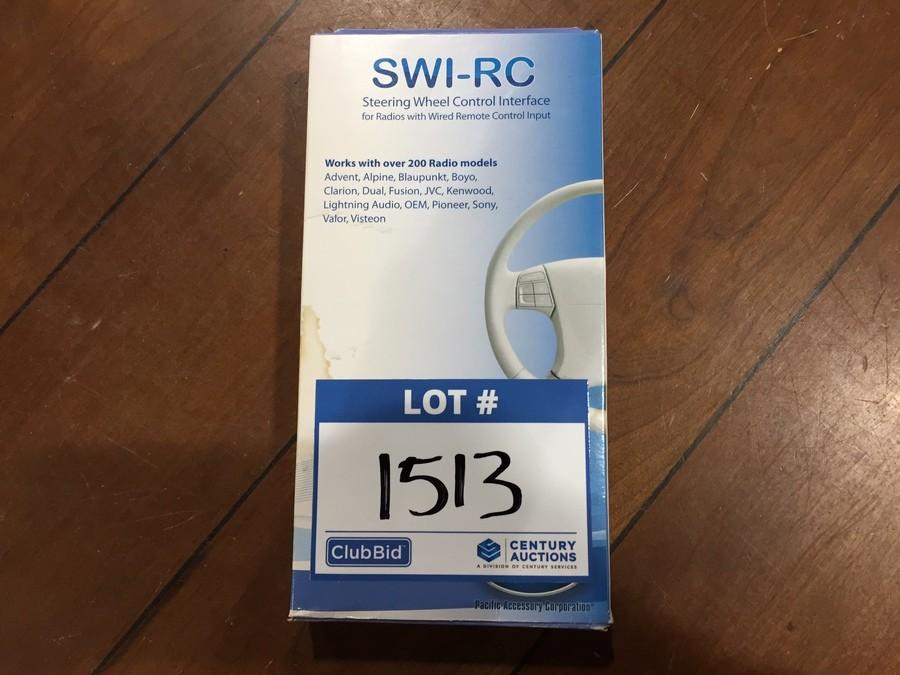 SWI-RC
Steering Wheel Control Interface
for Radios with Wired Remote Control Input
Works with over 200 Radio models
Advent, Alpine, Blaupunkt, Boyo,
Clarion, Dual, Fusion, JVC, Kenwood,
Lightning Audio, OEM, Pioneer, Sony,
Valor, Visteon
LOT #
1513
ClubBid
CENTURY
AUCTIONS
A DIVISION OF CENTURY SERVICES
Pacific Accessory Corporation